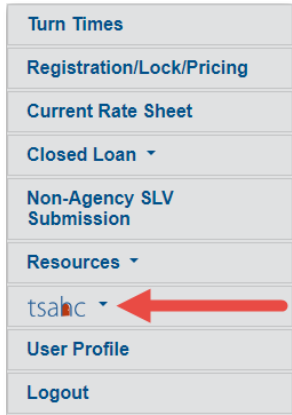 Turn Times
Registration/Lock/Pricing
Current Rate Sheet
Closed Loan
Non-Agency SLV
Submission
Resources
tsahc
User Profile
Logout